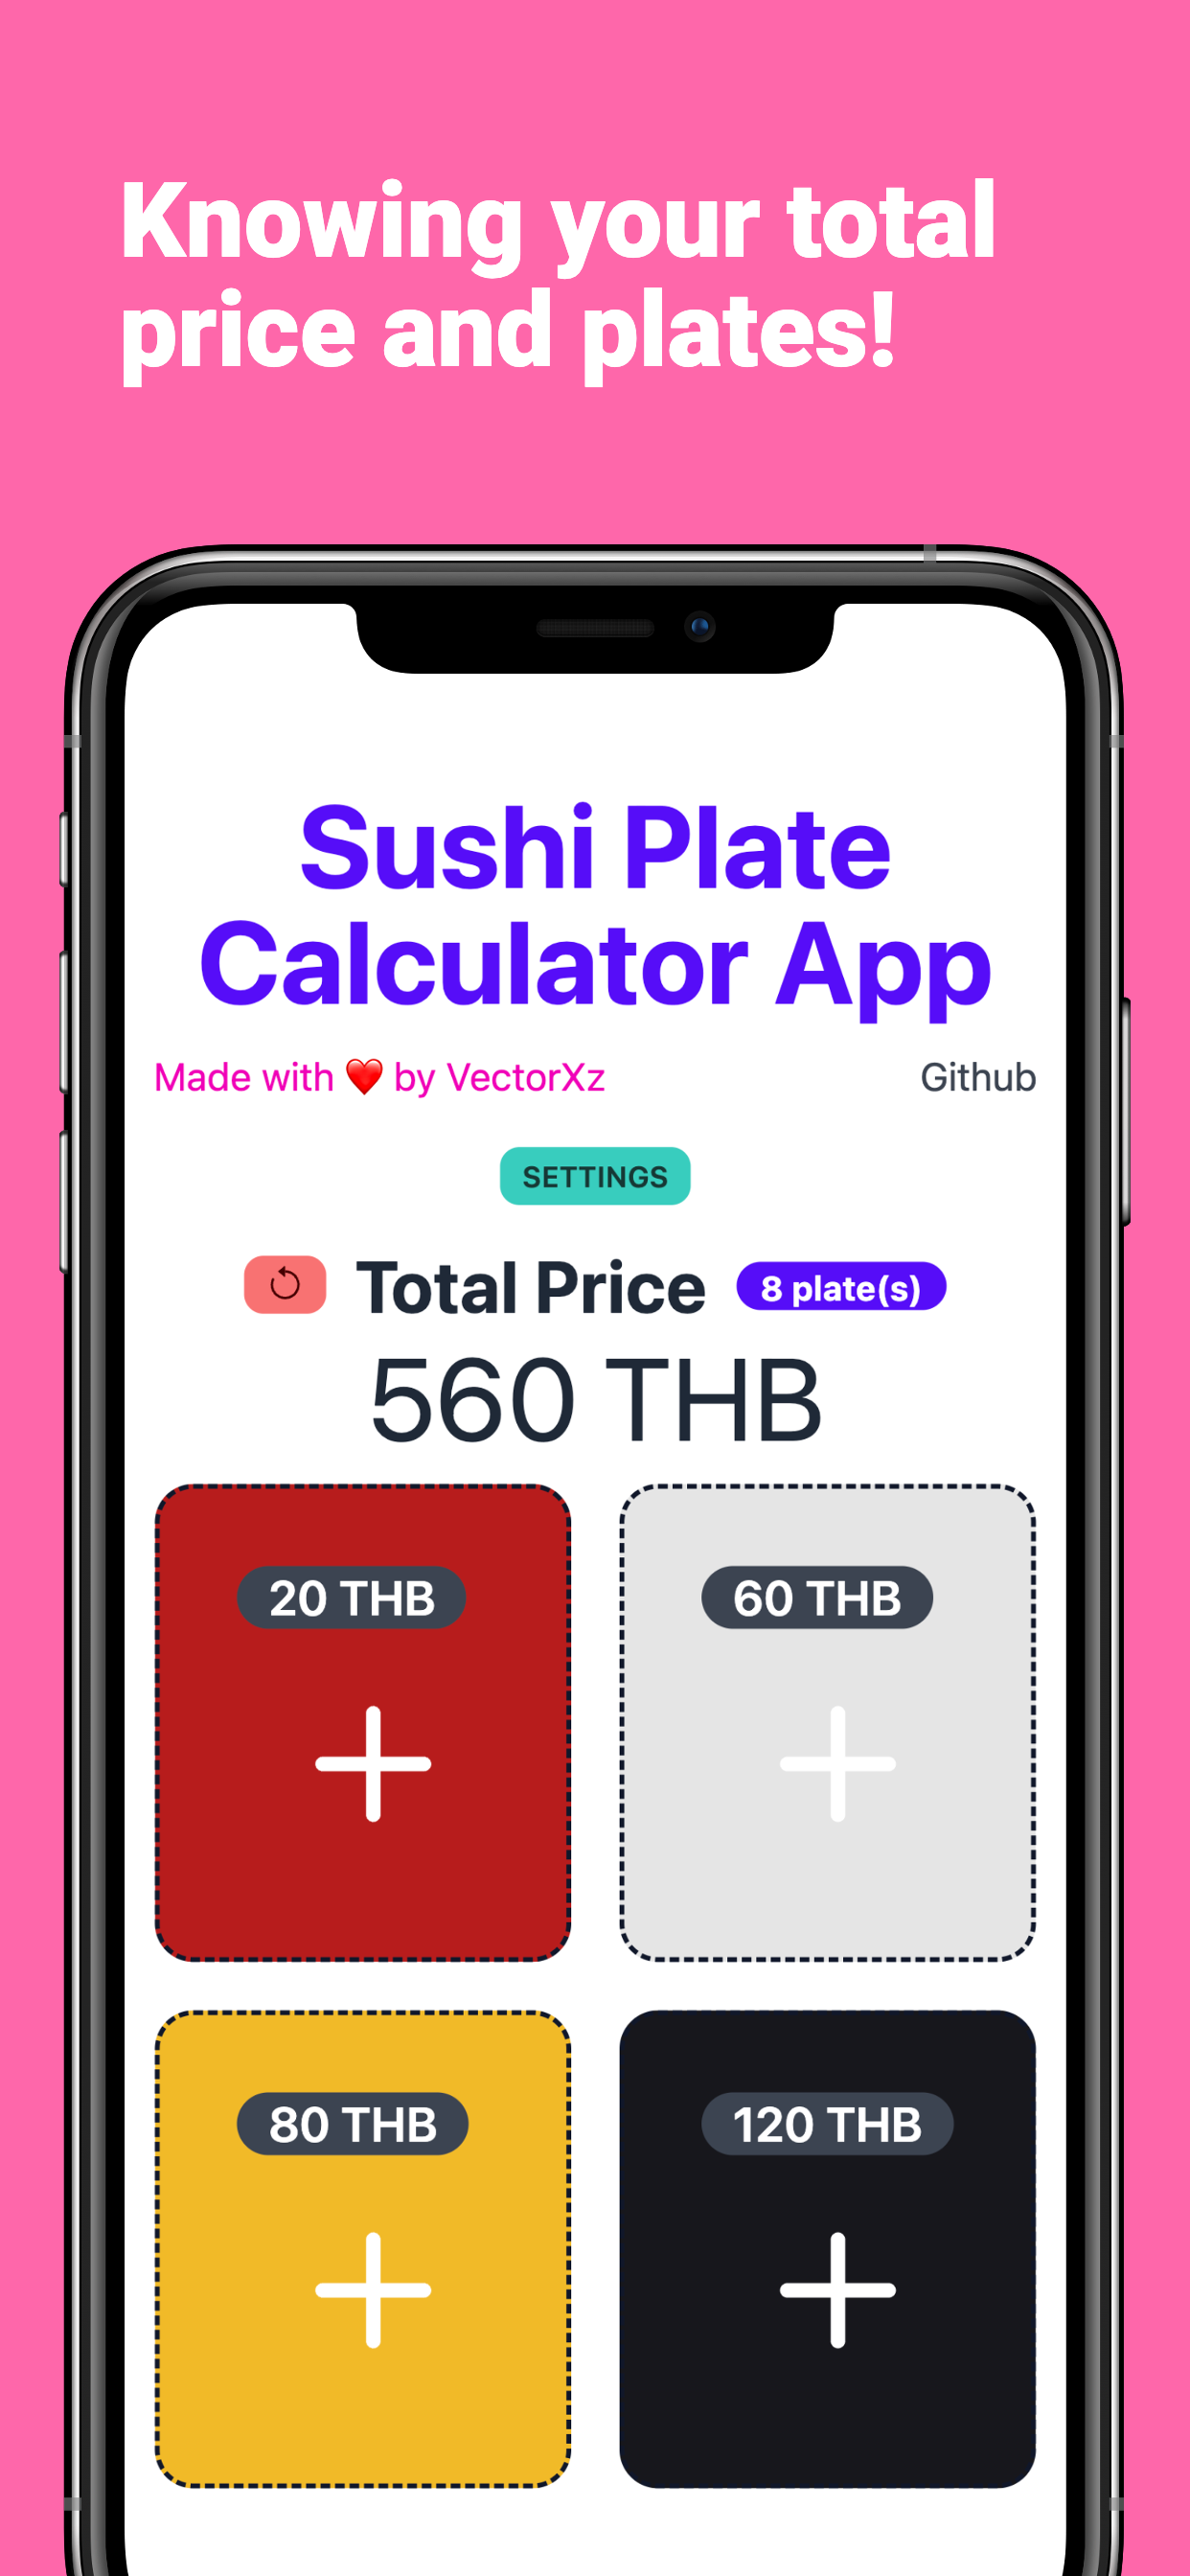 Knowing your total
price and plates!
Sushi Plate
Calculator App
Made with ❤️ by VectorXz
Github
SETTINGS
Total Price
8 plate(s)
560 THB
20 THB
60 THB
80 THB
120 THB